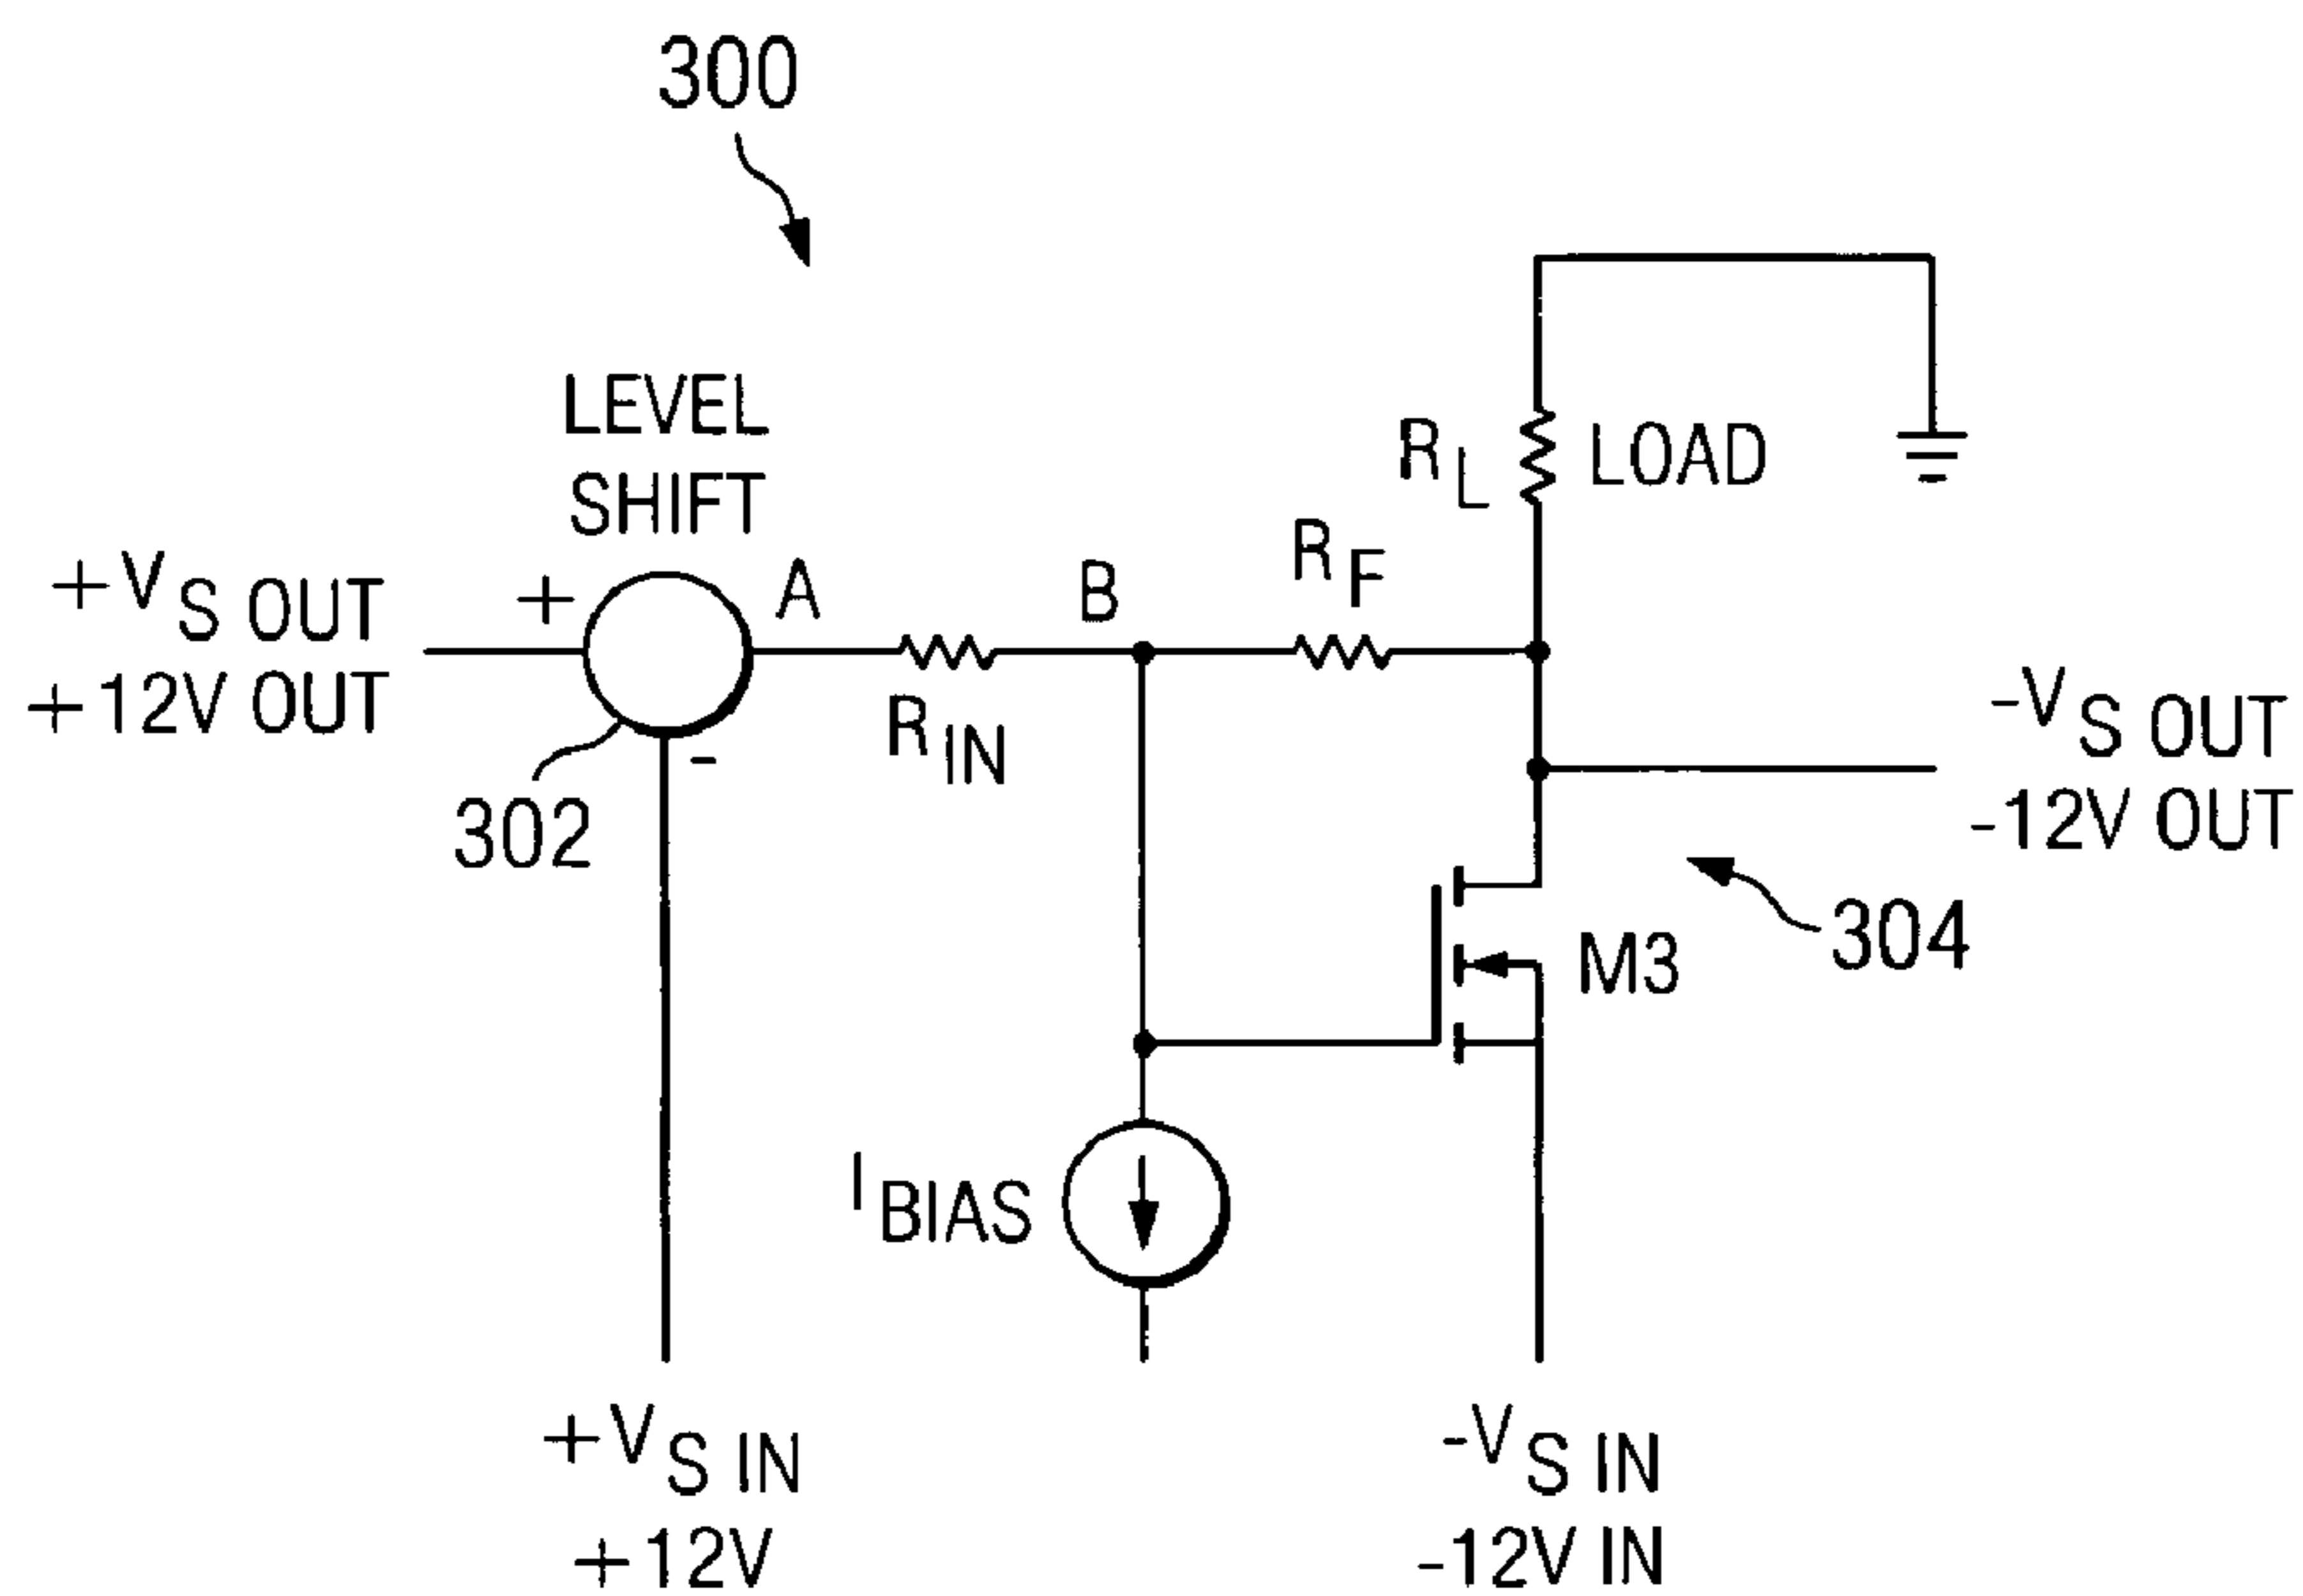 300
LEVEL
SHIFT
+VS OUT
+12V OUT
+
-
A
B
RIN
RF
RL
LOAD
302
-VS OUT
-12V OUT
304
M3
IBIAS
+VS IN
+12V
-VS IN
-12V IN